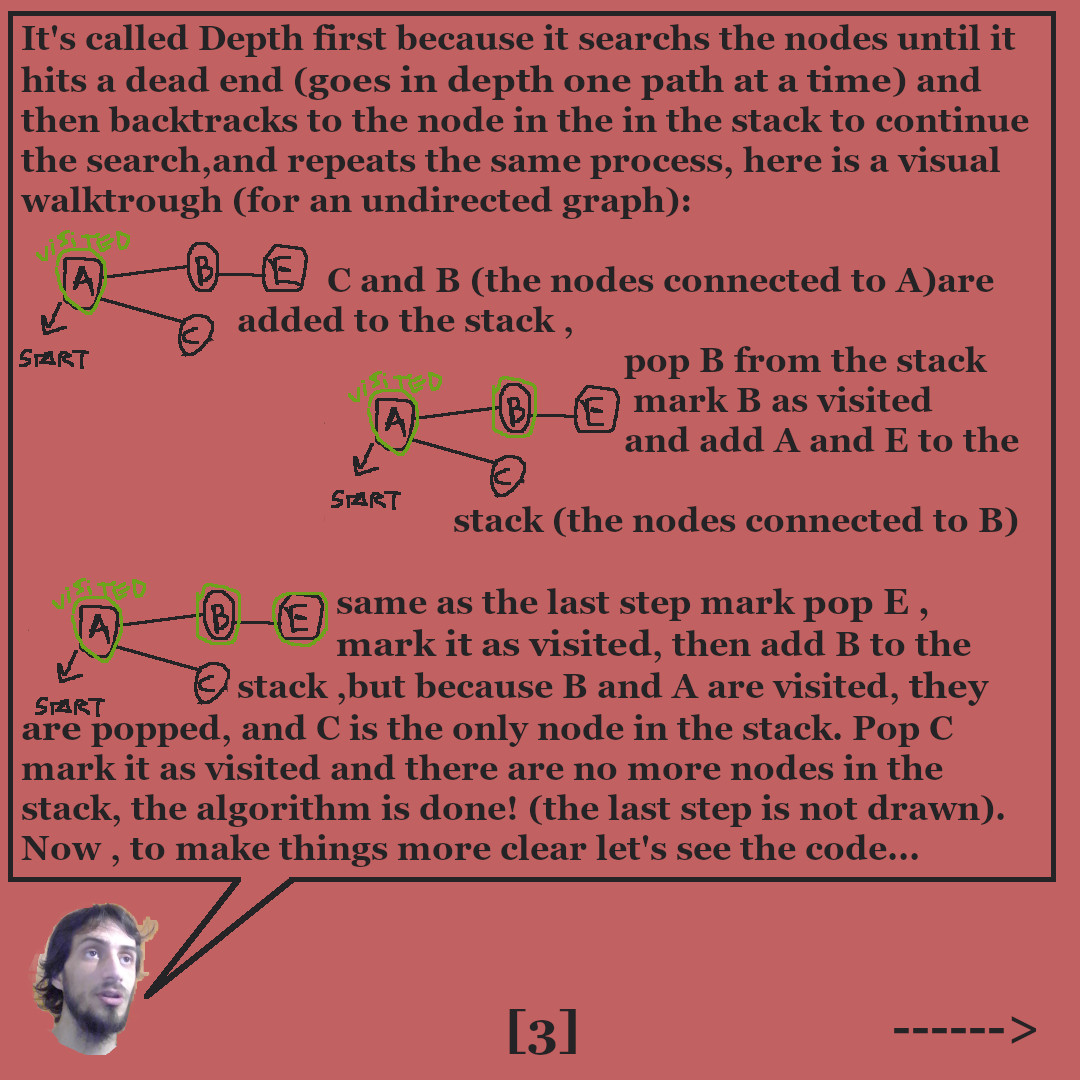 It's called Depth first because it searchs the nodes until it
hits a dead end (goes in depth one path at a time) and
then backtracks to the node in the in the stack to continue
the search,and repeats the same process, here is a visual
walktrough (for an undirected graph):
VISITED
A
B
E
C
START
C and B (the nodes connected to A)are
added to the stack ,
VISITED
A
B
E
C
START
pop B from the stack
mark B as visited
and add A and E to the
stack (the nodes connected to B)
VISITED
A
B
E
C
START
same as the last step mark pop E ,
mark it as visited, then add B to the
stack ,but because B and A are visited, they
are popped, and C is the only node in the stack. Pop C
mark it as visited and there are no more nodes in the
stack, the algorithm is done! (the last step is not drawn).
Now , to make things more clear let's see the code...
[3]
------>